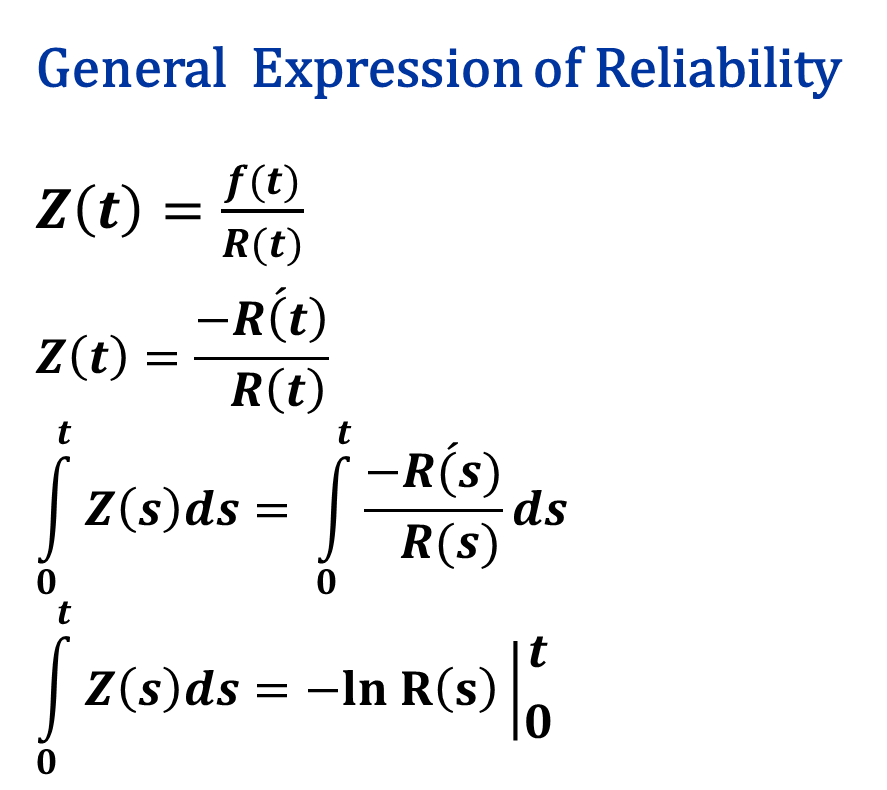 General Expression of Reliability
Z(t) = f(t)/R(t)
Z(t) = −R´(t)/R(t)
∫₀ᵗ Z(s)ds = ∫₀ᵗ −R´(s)/R(s) ds
∫₀ᵗ Z(s)ds = −ln R(s) |₀ᵗ